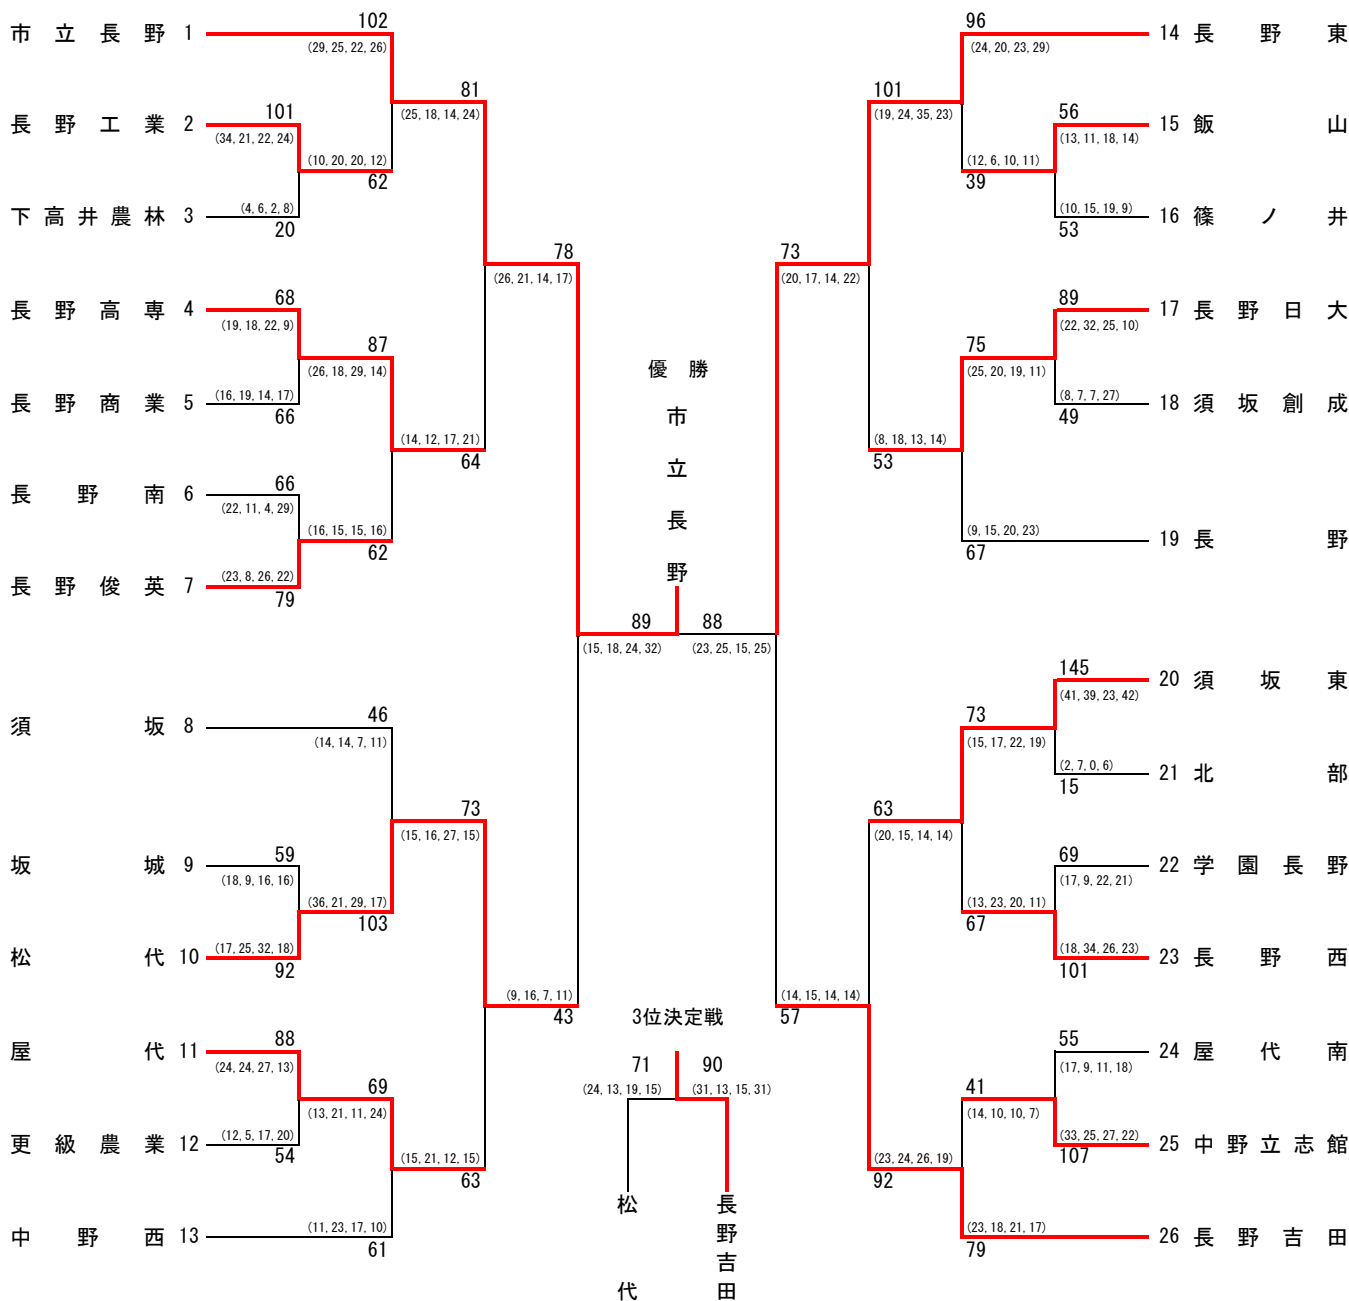 市立長野 1
102
(29, 25, 22, 26)
長野工業 2
101
(34, 21, 22, 24)
下高井農林 3
(4, 6, 2, 8)
20
(10, 20, 20, 12)
62
81
(25, 18, 14, 24)
長野高専 4
68
(19, 18, 22, 9)
長野商業 5
(16, 19, 14, 17)
66
87
(26, 18, 29, 14)
長野南 6
66
(22, 11, 4, 29)
長野俊英 7
(23, 8, 26, 22)
79
(16, 15, 15, 16)
62
(14, 12, 17, 21)
64
78
(26, 21, 14, 17)
須坂 8
46
(14, 14, 7, 11)
坂城 9
59
(18, 9, 16, 16)
松代 10
(17, 25, 32, 18)
92
(36, 21, 29, 17)
103
73
(15, 16, 27, 15)
屋代 11
88
(24, 24, 27, 13)
更級農業 12
(12, 5, 17, 20)
54
69
(13, 21, 11, 24)
中野西 13
(11, 23, 17, 10)
61
(15, 21, 12, 15)
63
(9, 16, 7, 11)
43
優勝
市立長野
89
(15, 18, 24, 32)
88
(23, 25, 15, 25)
3位決定戦
71
(24, 13, 19, 15)
90
(31, 13, 15, 31)
松代
長野吉田
96
(24, 20, 23, 29)
14 長野東
56
(13, 11, 18, 14)
15 飯山
(10, 15, 19, 9)
53
16 篠ノ井
(12, 6, 10, 11)
39
101
(19, 24, 35, 23)
89
(22, 32, 25, 10)
17 長野日大
(8, 7, 7, 27)
49
18 須坂創成
75
(25, 20, 19, 11)
(9, 15, 20, 23)
67
19 長野
(8, 18, 13, 14)
53
73
(20, 17, 14, 22)
145
(41, 39, 23, 42)
20 須坂東
(2, 7, 0, 6)
15
21 北部
73
(15, 17, 22, 19)
69
(17, 9, 22, 21)
22 学園長野
(18, 34, 26, 23)
101
23 長野西
(13, 23, 20, 11)
67
63
(20, 15, 14, 14)
55
(17, 9, 11, 18)
24 屋代南
(33, 25, 27, 22)
107
25 中野立志館
41
(14, 10, 10, 7)
(23, 18, 21, 17)
79
26 長野吉田
(23, 24, 26, 19)
92
(14, 15, 14, 14)
57